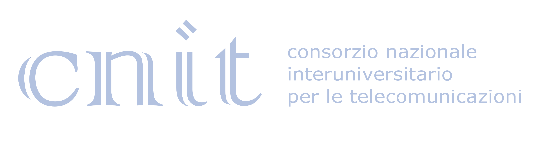 cnit
consorzio nazionale
interuniversitario
per le telecomunicazioni